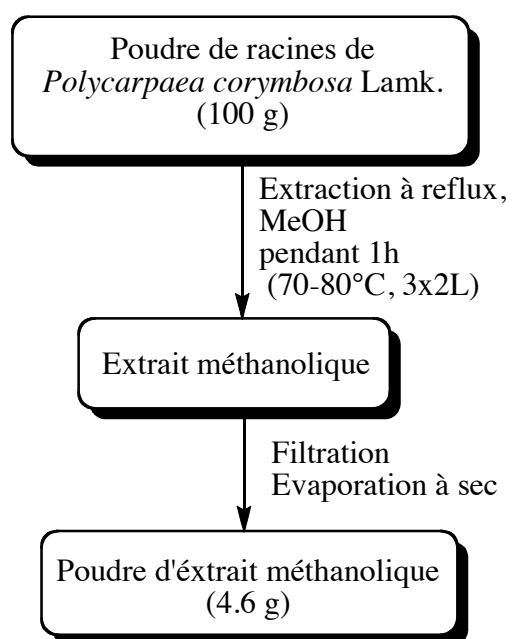 Poudre de racines de
Polycarpaea corymbosa Lamk.
(100 g)
Extraction à reflux,
MeOH
pendant 1h
(70-80°C, 3x2L)
Extrait méthanolique
Filtration
Evaporation à sec
Poudre d'éxtrait méthanolique
(4.6 g)